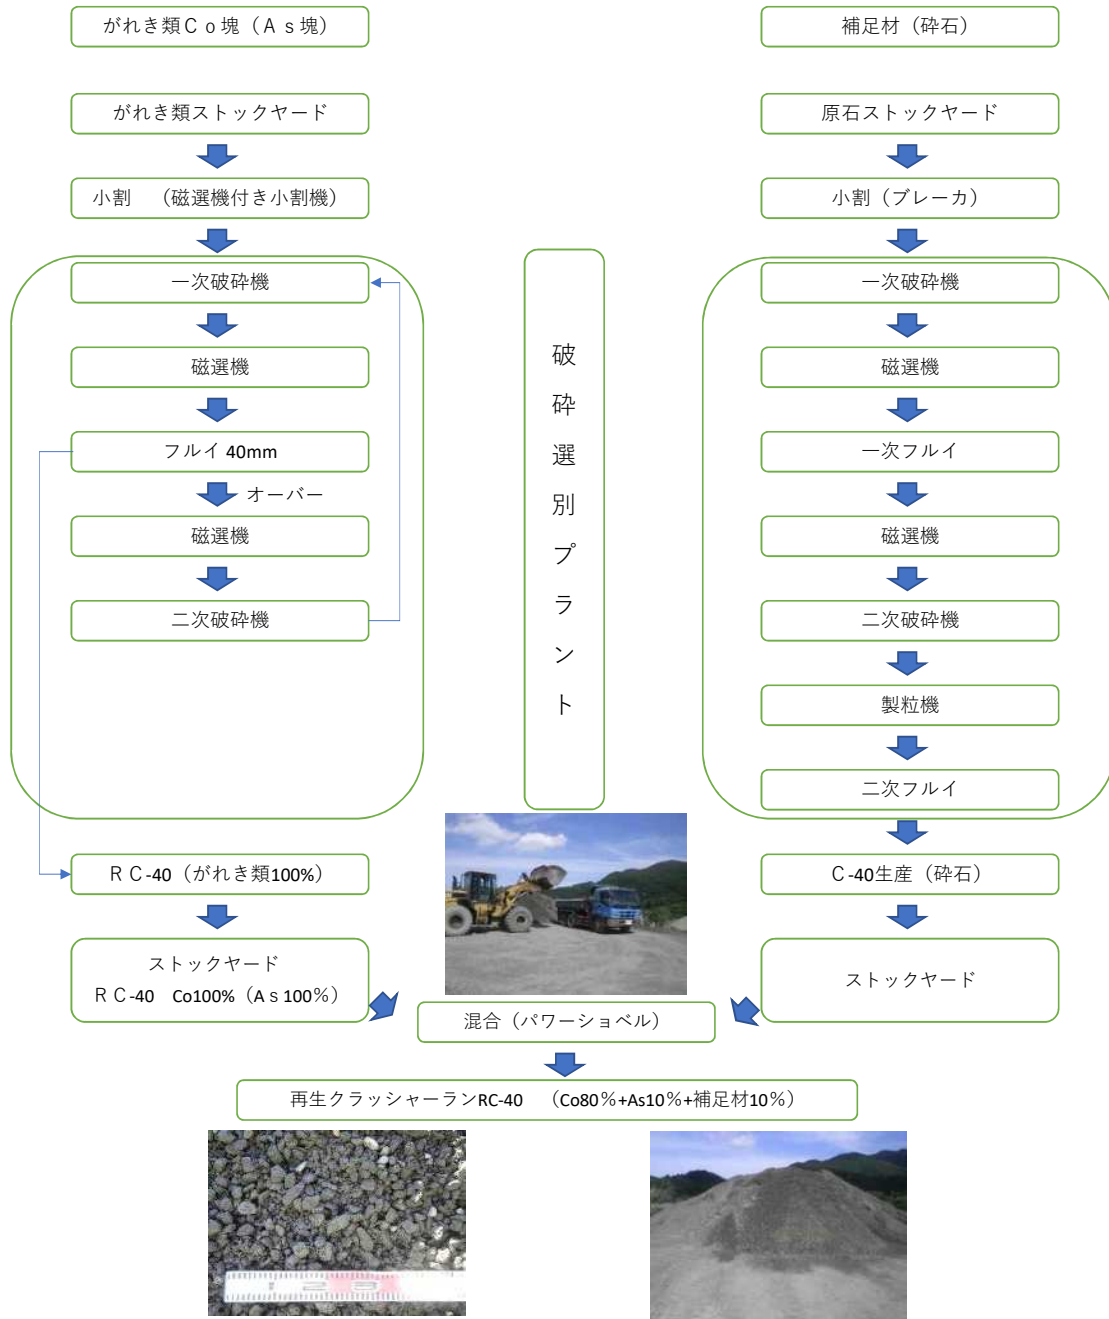 がれき類Ｃｏ塊（Ａｓ塊）
がれき類ストックヤード
小割　（磁選機付き小割機）
一次破砕機
磁選機
フルイ 40mm
オーバー
磁選機
二次破砕機
ＲＣ-40（がれき類100%）
ストックヤード
ＲＣ-40　Co100%（Aｓ100％）
破砕選別プラント
補足材（砕石）
原石ストックヤード
小割（ブレーカ）
一次破砕機
磁選機
一次フルイ
磁選機
二次破砕機
製粒機
二次フルイ
C-40生産（砕石）
ストックヤード
混合（パワーショベル）
再生クラッシャーランRC-40　（Co80％+As10％+補足材10％）
1 2 3